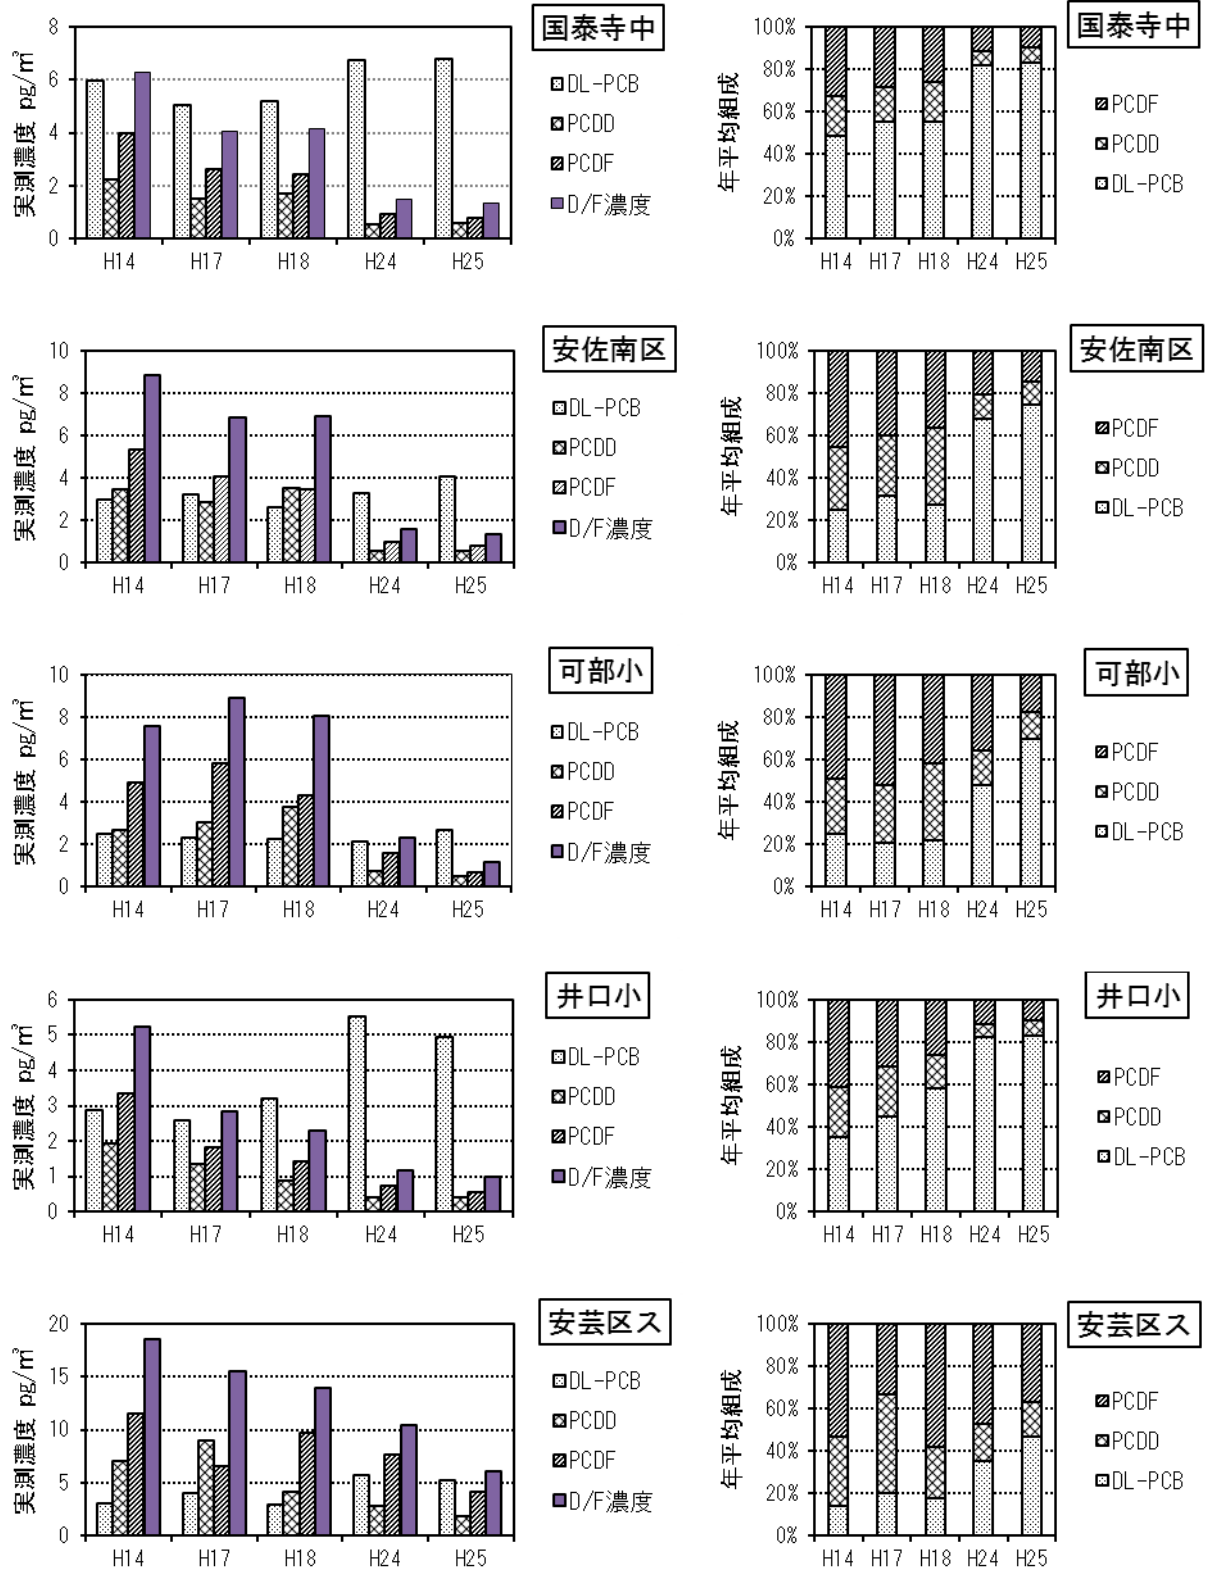 国泰寺中
実測濃度 pg/㎥
8
6
4
2
0
H14 H17 H18 H24 H25
DL-PCB
PCDD
PCDF
D/F濃度
国泰寺中
年平均組成
100%
80%
60%
40%
20%
0%
H14 H17 H18 H24 H25
PCDF
PCDD
DL-PCB
安佐南区
実測濃度 pg/㎥
10
8
6
4
2
0
H14 H17 H18 H24 H25
DL-PCB
PCDD
PCDF
D/F濃度
安佐南区
年平均組成
100%
80%
60%
40%
20%
0%
H14 H17 H18 H24 H25
PCDF
PCDD
DL-PCB
可部小
実測濃度 pg/㎥
10
8
6
4
2
0
H14 H17 H18 H24 H25
DL-PCB
PCDD
PCDF
D/F濃度
可部小
年平均組成
100%
80%
60%
40%
20%
0%
H14 H17 H18 H24 H25
PCDF
PCDD
DL-PCB
井口小
実測濃度 pg/㎥
6
5
4
3
2
1
0
H14 H17 H18 H24 H25
DL-PCB
PCDD
PCDF
D/F濃度
井口小
年平均組成
100%
80%
60%
40%
20%
0%
H14 H17 H18 H24 H25
PCDF
PCDD
DL-PCB
安芸区ス
実測濃度 pg/㎥
20
15
10
5
0
H14 H17 H18 H24 H25
DL-PCB
PCDD
PCDF
D/F濃度
安芸区ス
年平均組成
100%
80%
60%
40%
20%
0%
H14 H17 H18 H24 H25
PCDF
PCDD
DL-PCB